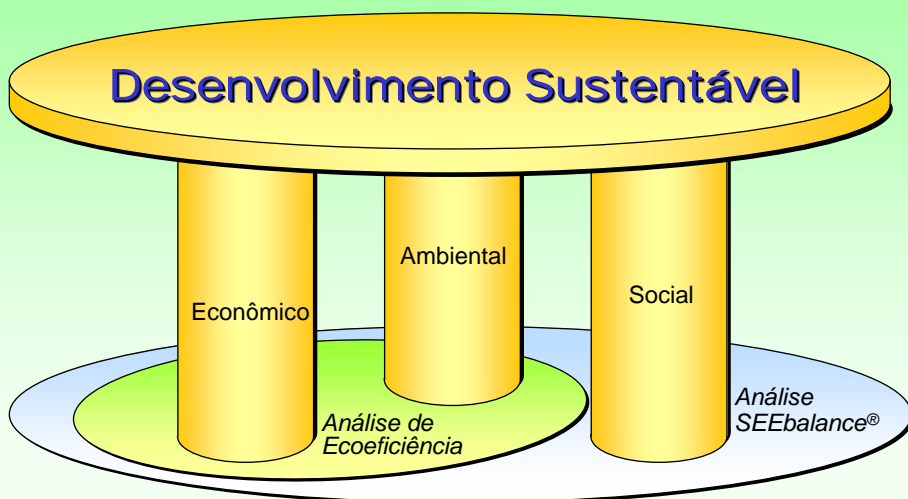 Desenvolvimento Sustentável
Econômico
Ambiental
Social
Análise de
Ecoeficiência
Análise
SEEbalance®